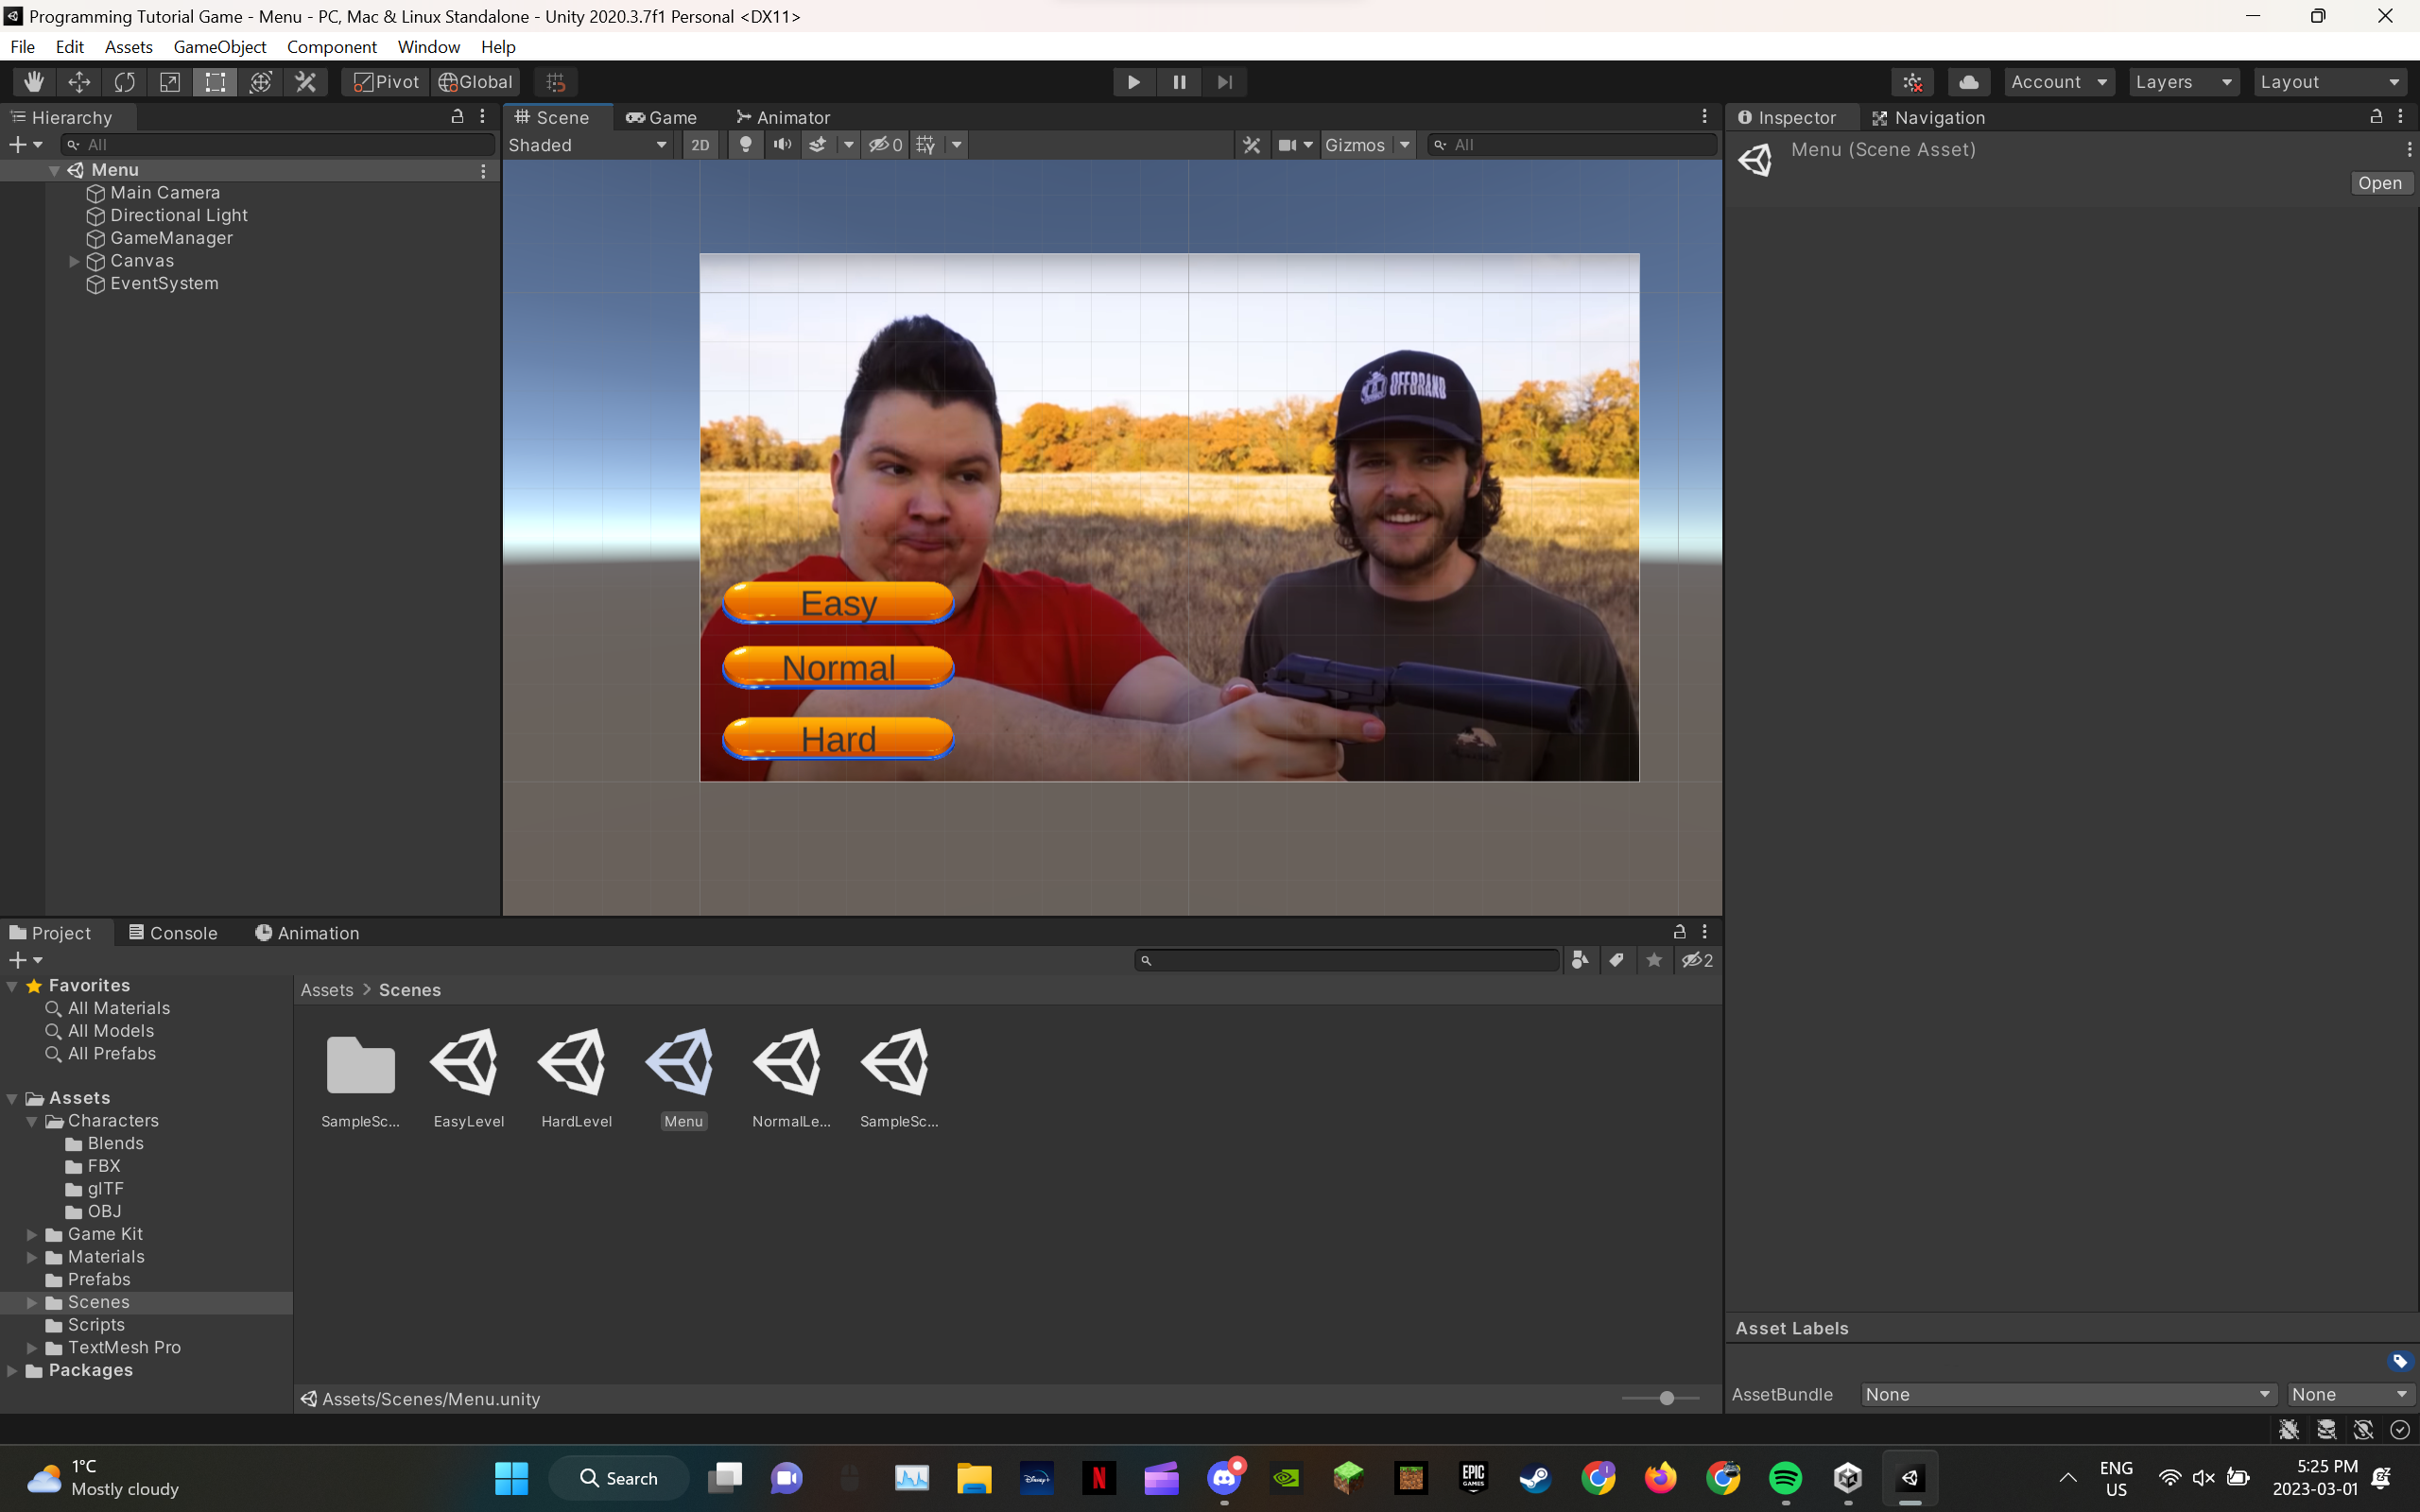 Programming Tutorial Game - Menu - PC, Mac & Linux Standalone - Unity 2020.3.7f1 Personal <DX11>
File Edit Assets GameObject Component Window Help
Pivot Global Account Layers Layout
Hierarchy
All
Menu
Main Camera
Directional Light
GameManager
Canvas
EventSystem
Scene Game Animator
Shaded 2D 0 Gizmos All
OFFBRAND
Easy
Normal
Hard
Inspector Navigation
Menu (Scene Asset)
Open
Project Console Animation
2
Favorites
All Materials
All Models
All Prefabs
Assets
Characters
Blends
FBX
glTF
OBJ
Game Kit
Materials
Prefabs
Scenes
Scripts
TextMesh Pro
Packages
Assets > Scenes
SampleSc... EasyLevel HardLevel Menu NormalLe... SampleSc...
Assets/Scenes/Menu.unity
Asset Labels
AssetBundle None None
1°C
Mostly cloudy
Search
Disney+
N
EPIC
GAMES
ENG
US
5:25 PM
2023-03-01